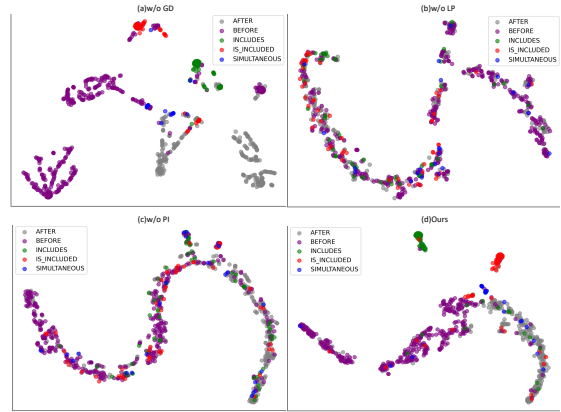 (a)w/o GD
AFTER
BEFORE
INCLUDES
IS_INCLUDED
SIMULTANEOUS
(b)w/o LP
AFTER
BEFORE
INCLUDES
IS_INCLUDED
SIMULTANEOUS
(c)w/o PI
AFTER
BEFORE
INCLUDES
IS_INCLUDED
SIMULTANEOUS
(d)Ours
AFTER
BEFORE
INCLUDES
IS_INCLUDED
SIMULTANEOUS